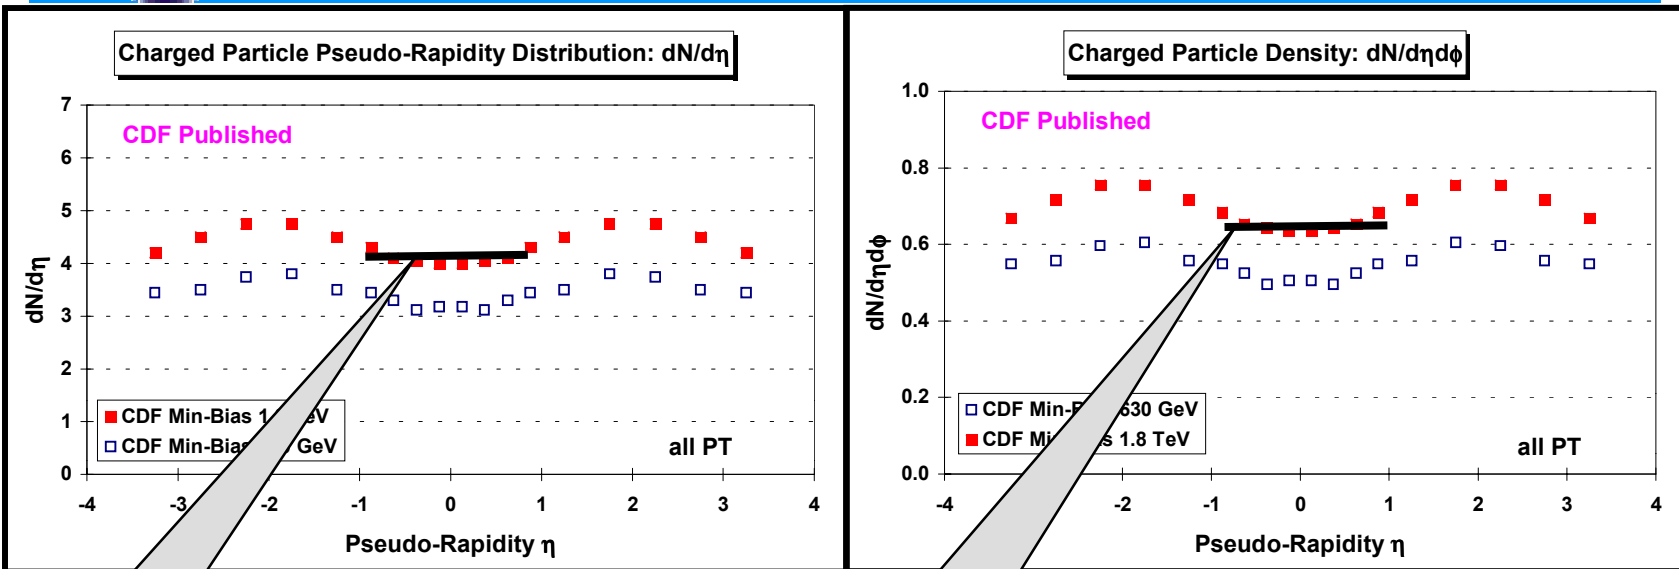 Charged Particle Pseudo-Rapidity Distribution: dN/dη
CDF Published
dN/dη
7
6
5
4
3
2
1
0
CDF Min-Bias 1 eV
CDF Min-Bias GeV
all PT
-4 -3 -2 -1 0 1 2 3 4
Pseudo-Rapidity η
Charged Particle Density: dN/dηdφ
CDF Published
dN/dηdφ
1.0
0.8
0.6
0.4
0.2
0.0
CDF Min- 630 GeV
CDF Mi as 1.8 TeV
all PT
-4 -2 -1 0 1 2 3 4
Pseudo-Rapidity η